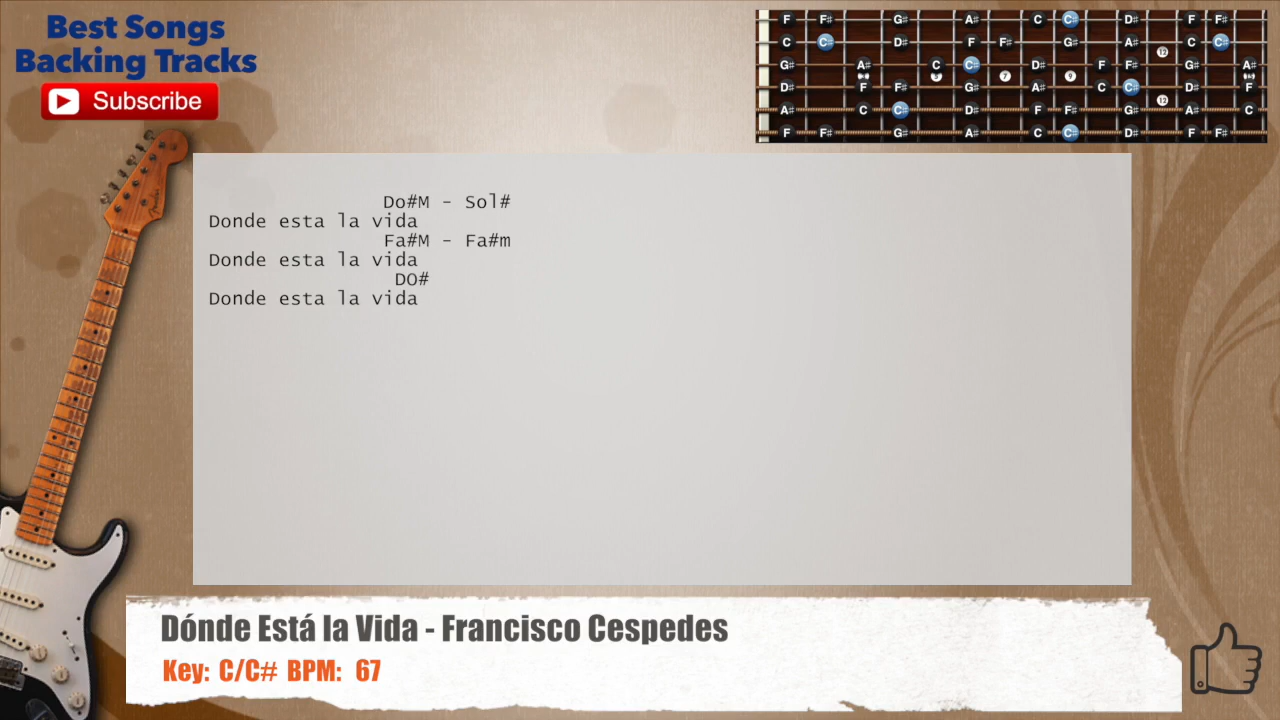 Best Songs
Backing Tracks
Subscribe
F F# G# A# C C# D# F F#
C C# D# F F# G# A# C C#
G# A# C C# D# F F# G# A#
D# F F# G# A# C C# D# F
A# C C# D# F F# G# A# C
F F# G# A# C C# D# F F#
Do#M - Sol#
Donde esta la vida
Fa#M - Fa#m
Donde esta la vida
DO#
Donde esta la vida
Dónde Está la Vida - Francisco Cespedes
Key: C/C# BPM: 67